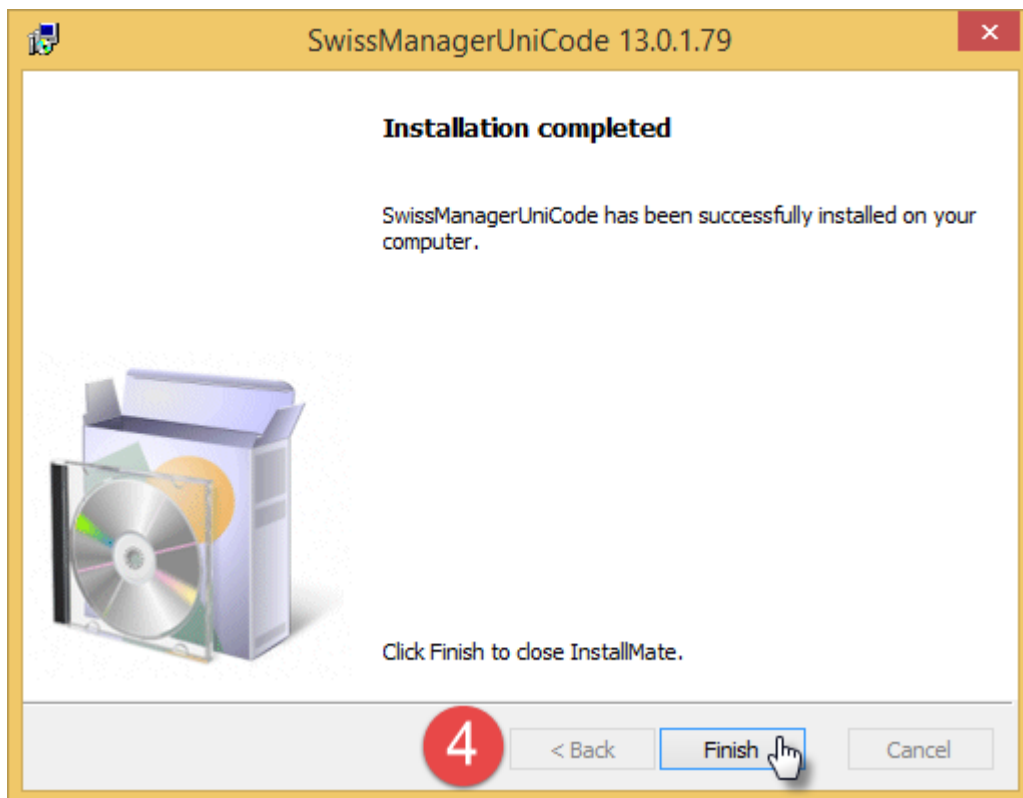 SwissManagerUniCode 13.0.1.79
Installation completed
SwissManagerUniCode has been successfully installed on your
computer.
Click Finish to close InstallMate.
4
< Back
Finish
Cancel